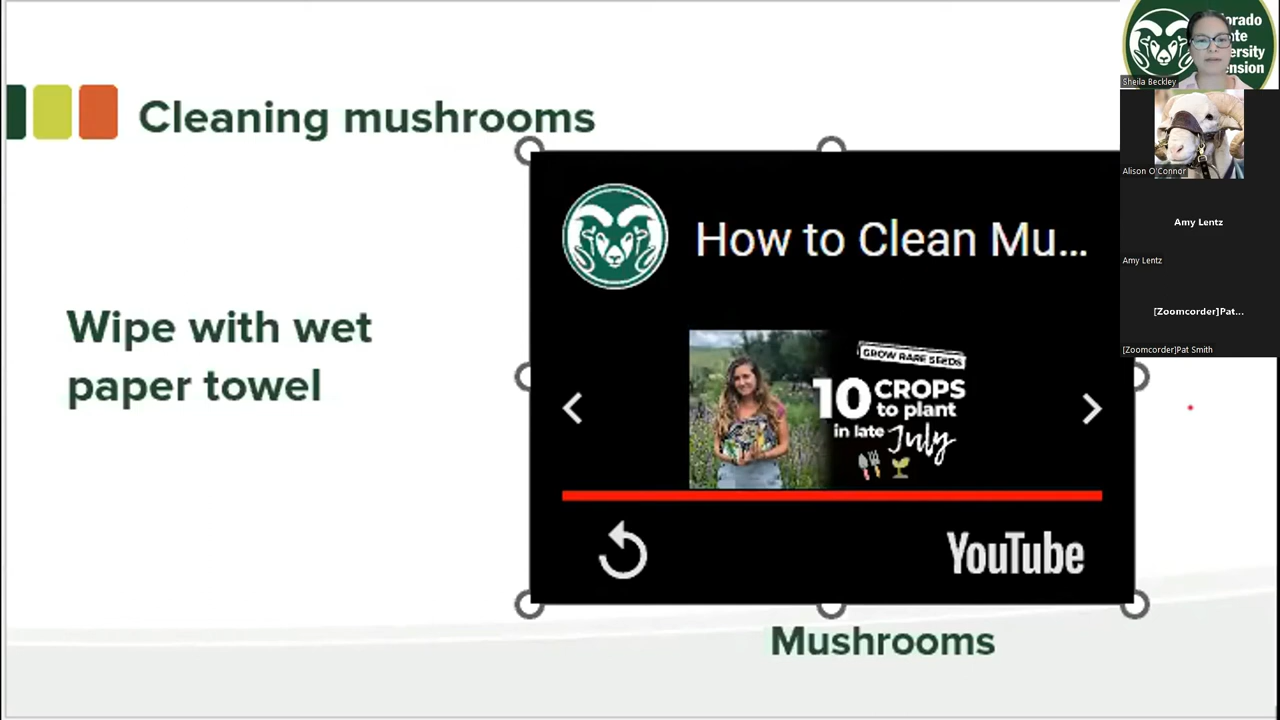 Cleaning mushrooms
Wipe with wet
paper towel
How to Clean Mu...
GROW RARE SEEDS
10 CROPS
to plant
in late July
YouTube
Mushrooms
Sheila Beckley
Alison O'Connor
Amy Lentz
Amy Lentz
[Zoomcorder]Pat...
[Zoomcorder]Pat Smith